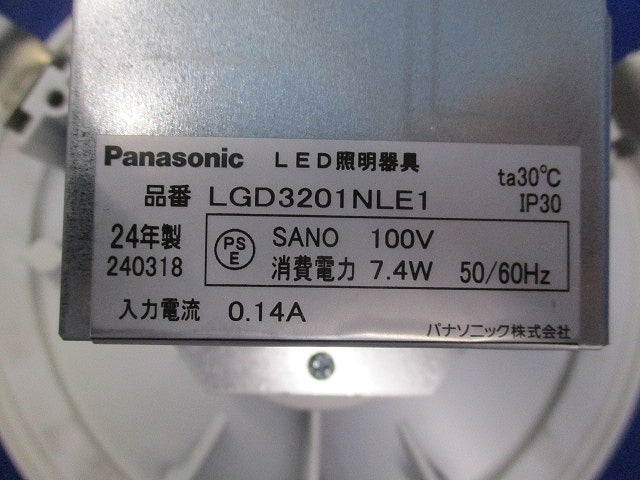 Panasonic LED照明器具
ta30℃
品番 LGD3201NLE1 IP30
24年製
240318
PSE SANO 100V
消費電力 7.4W 50/60Hz
入力電流 0.14A
パナソニック株式会社